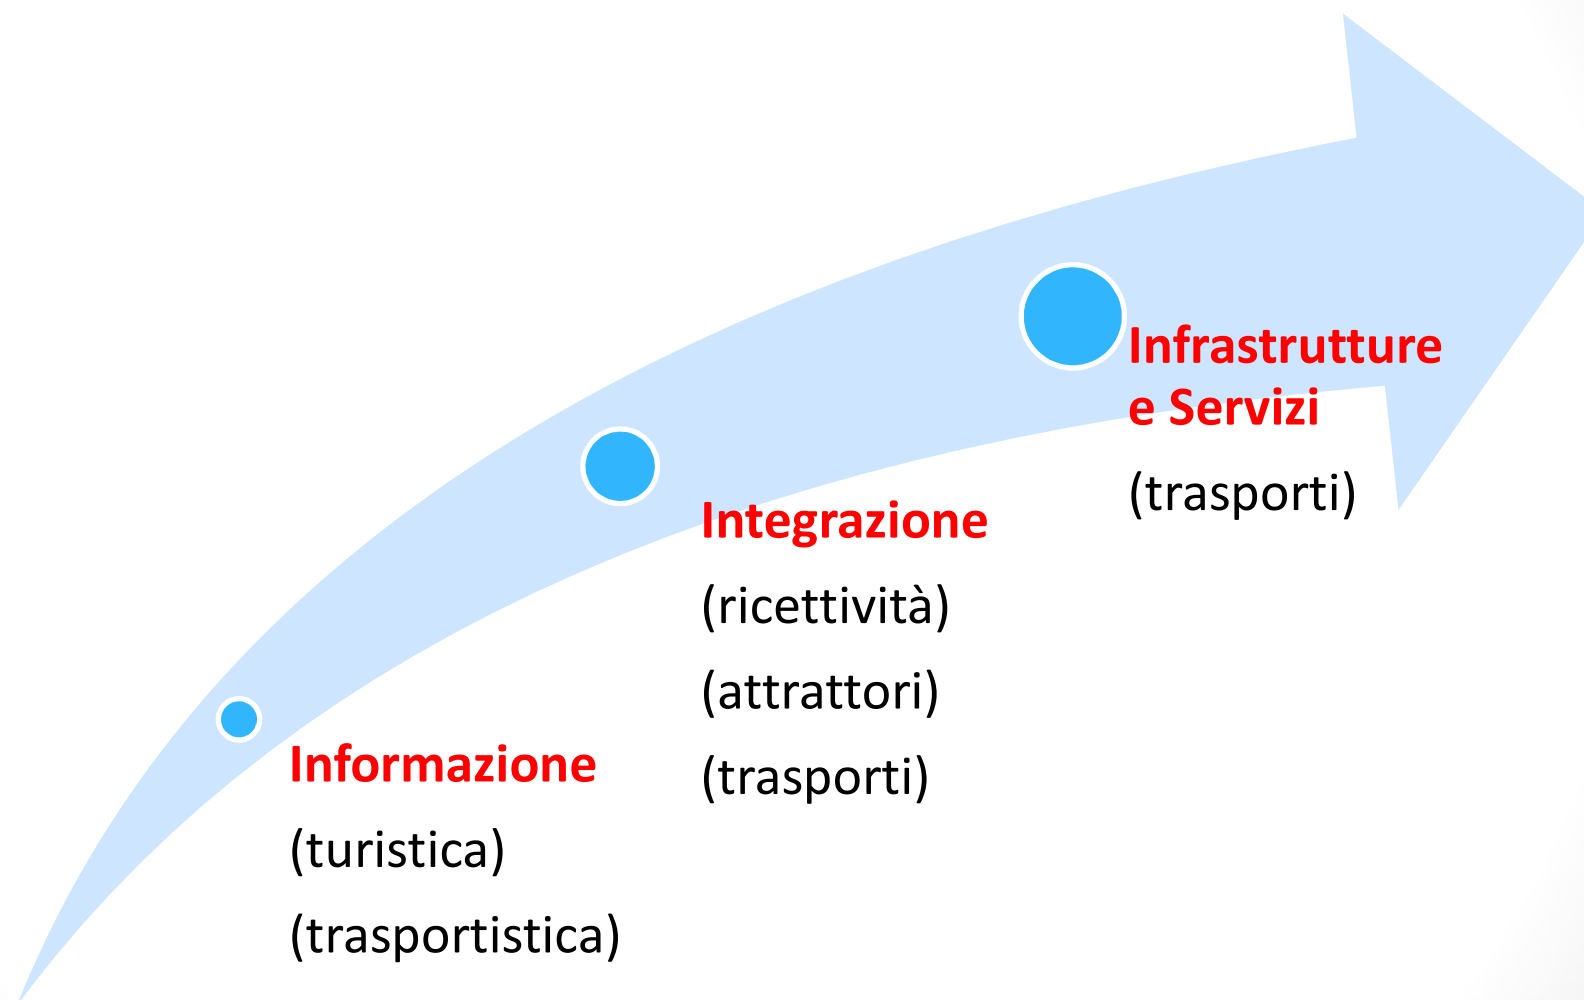 Informazione
(turistica)
(trasportistica)
Integrazione
(ricettività)
(attrattori)
(trasporti)
Infrastrutture
e Servizi
(trasporti)